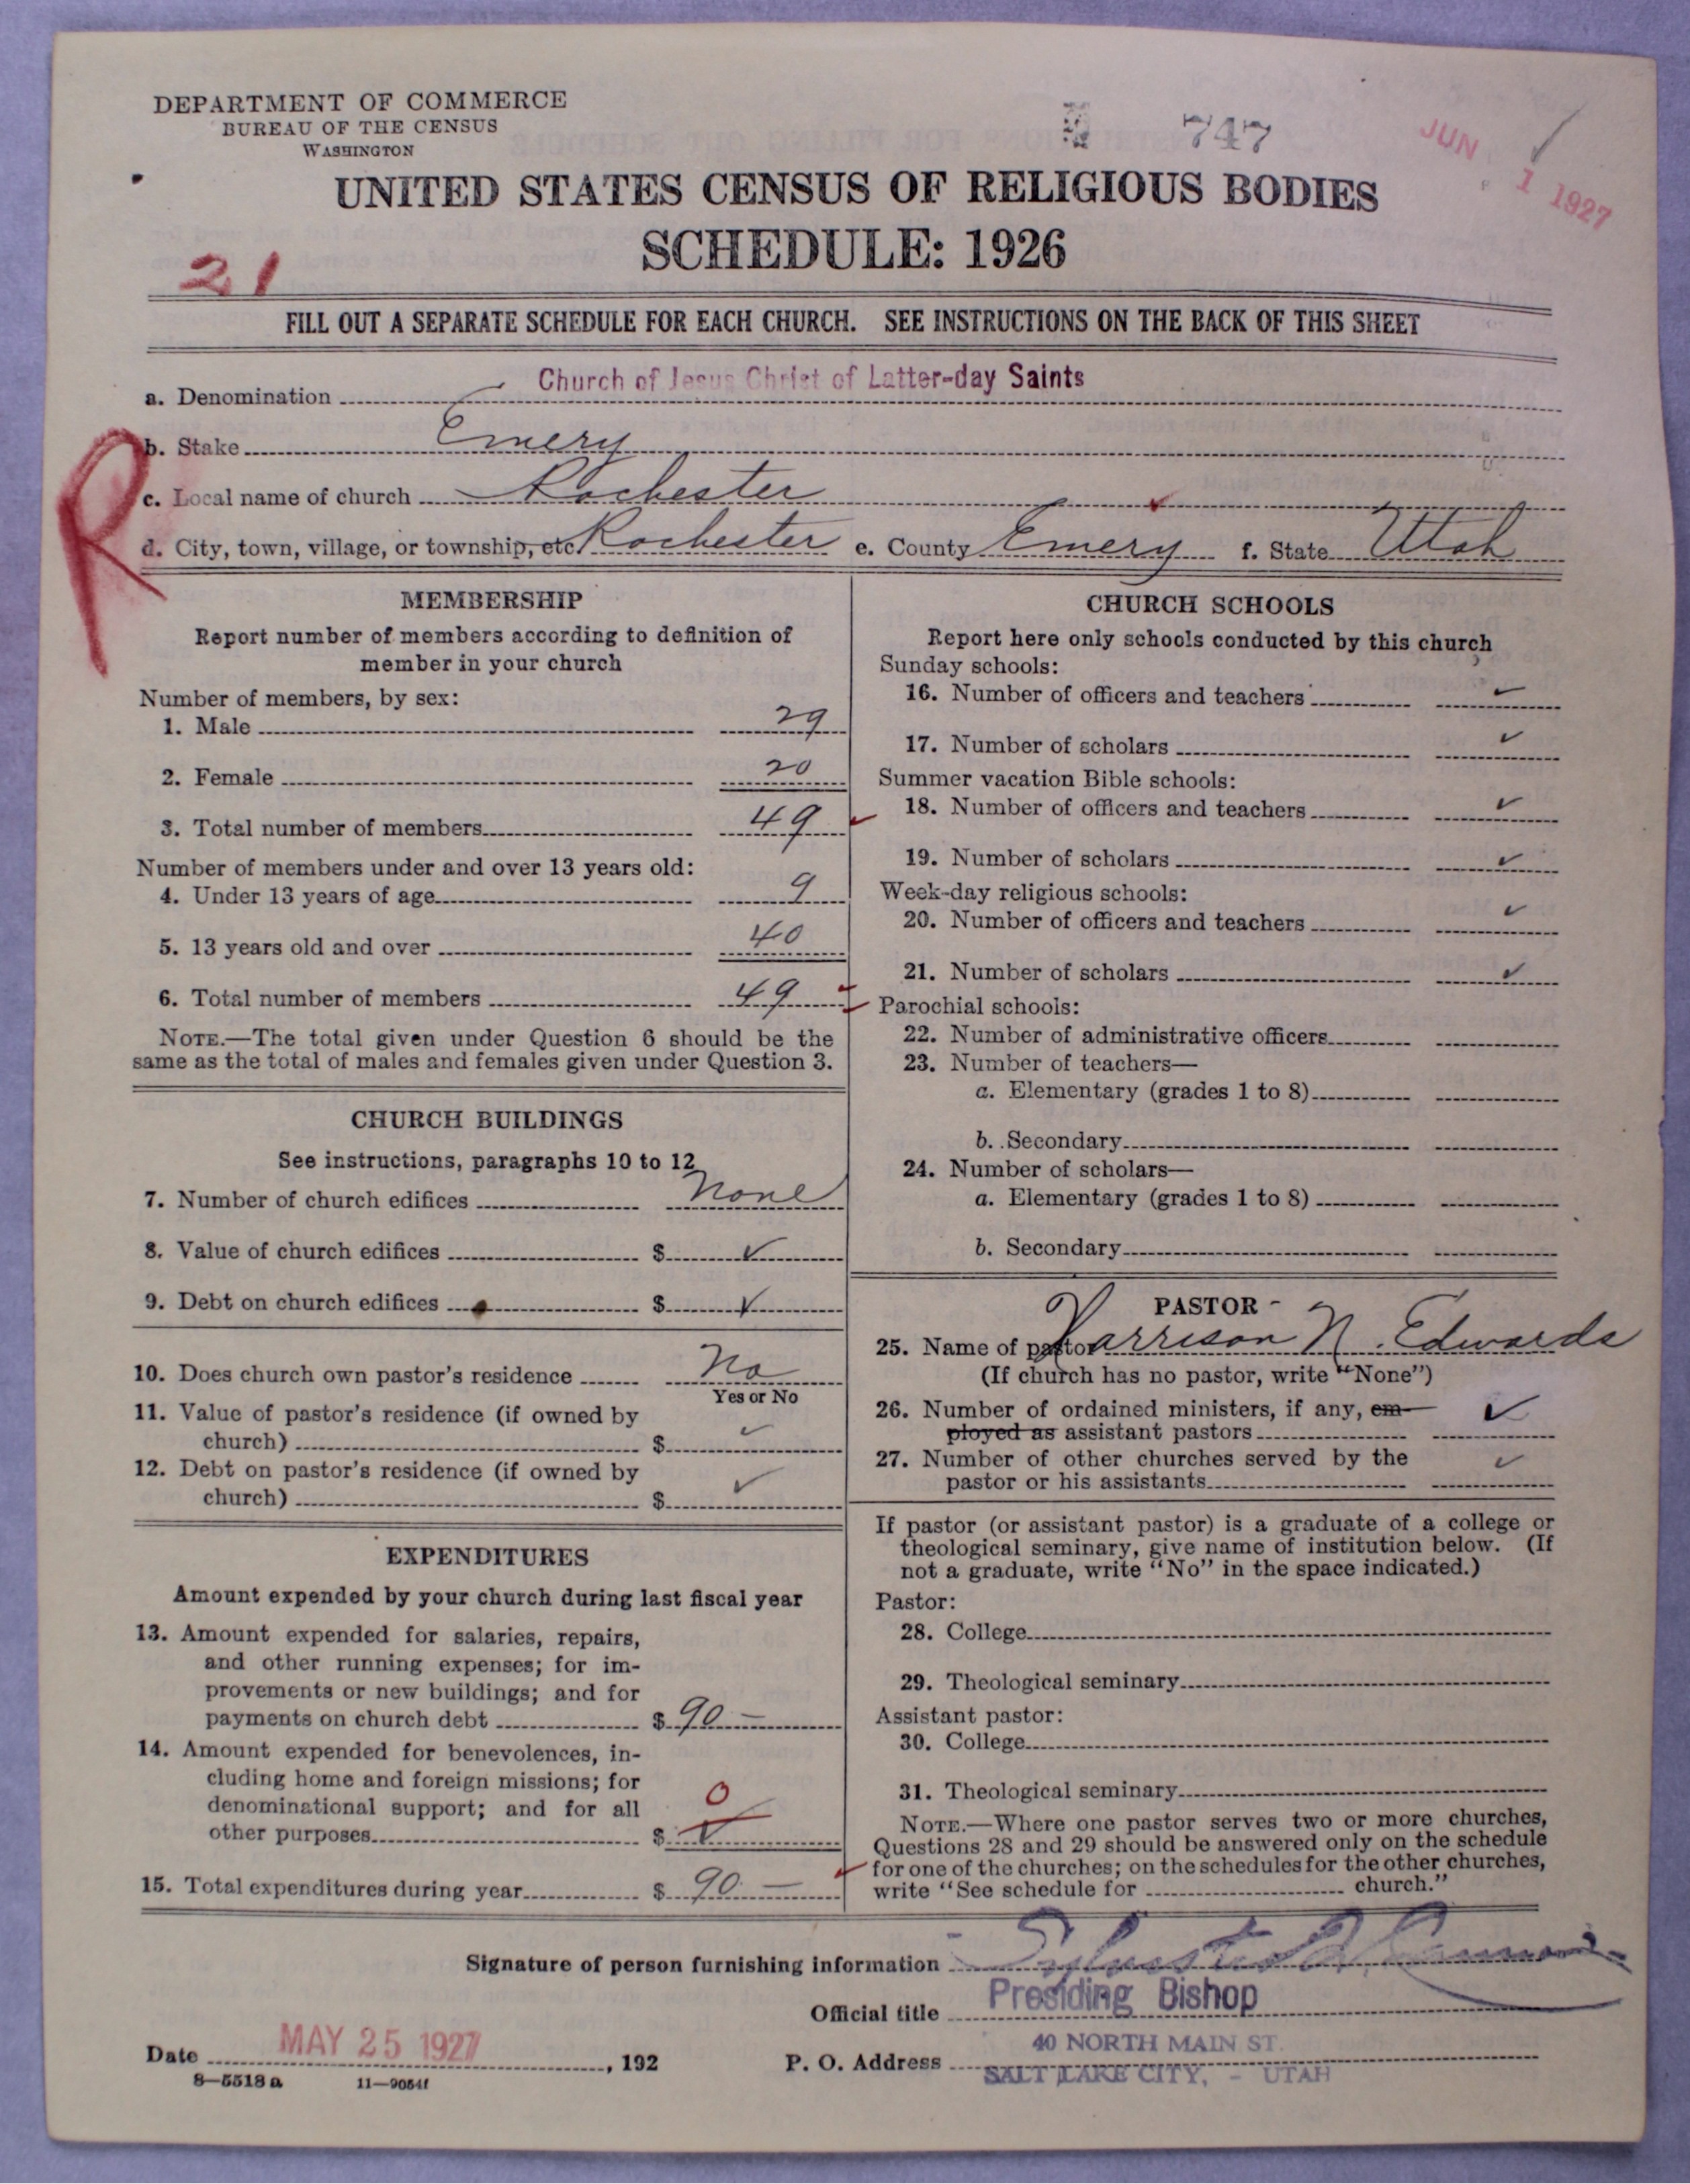 DEPARTMENT OF COMMERCE
BUREAU OF THE CENSUS
WASHINGTON
747
JUN 1 1927
UNITED STATES CENSUS OF RELIGIOUS BODIES
SCHEDULE: 1926
21
FILL OUT A SEPARATE SCHEDULE FOR EACH CHURCH. SEE INSTRUCTIONS ON THE BACK OF THIS SHEET
a. Denomination Church of Jesus Christ of Latter-day Saints
b. Stake Emery
R
c. Local name of church Rochester
d. City, town, village, or township, etc. Rochester e. County Emery f. State Utah
MEMBERSHIP
Report number of members according to definition of
member in your church
Number of members, by sex:
1. Male 29
2. Female 20
3. Total number of members 49
Number of members under and over 13 years old:
4. Under 13 years of age 9
5. 13 years old and over 40
6. Total number of members 49
NOTE.—The total given under Question 6 should be the
same as the total of males and females given under Question 3.
CHURCH BUILDINGS
See instructions, paragraphs 10 to 12
7. Number of church edifices none
8. Value of church edifices $ ✓
9. Debt on church edifices $ ✓
10. Does church own pastor's residence No
Yes or No
11. Value of pastor's residence (if owned by
church) $ ✓
12. Debt on pastor's residence (if owned by
church) $ ✓
EXPENDITURES
Amount expended by your church during last fiscal year
13. Amount expended for salaries, repairs,
and other running expenses; for im-
provements or new buildings; and for
payments on church debt $ 90 —
14. Amount expended for benevolences, in-
cluding home and foreign missions; for
denominational support; and for all 0
other purposes $ ✓
15. Total expenditures during year $ 90 —
CHURCH SCHOOLS
Report here only schools conducted by this church
Sunday schools:
16. Number of officers and teachers ✓
17. Number of scholars ✓
Summer vacation Bible schools:
18. Number of officers and teachers ✓
19. Number of scholars ✓
Week-day religious schools:
20. Number of officers and teachers ✓
21. Number of scholars ✓
Parochial schools:
22. Number of administrative officers
23. Number of teachers—
a. Elementary (grades 1 to 8)
b. Secondary
24. Number of scholars—
a. Elementary (grades 1 to 8)
b. Secondary
PASTOR
25. Name of pastor Harrison N. Edwards
(If church has no pastor, write "None")
26. Number of ordained ministers, if any, em-
ployed as assistant pastors ✓
27. Number of other churches served by the
pastor or his assistants ✓
If pastor (or assistant pastor) is a graduate of a college or
theological seminary, give name of institution below. (If
not a graduate, write "No" in the space indicated.)
Pastor:
28. College
29. Theological seminary
Assistant pastor:
30. College
31. Theological seminary
NOTE.—Where one pastor serves two or more churches,
Questions 28 and 29 should be answered only on the schedule
for one of the churches; on the schedules for the other churches,
write "See schedule for church."
Signature of person furnishing information Sylvester Q. Cannon
Official title Presiding Bishop
Date MAY 25 1927, 192
P. O. Address 40 NORTH MAIN ST.
SALT LAKE CITY, - UTAH
8—5518 a 11—9054f